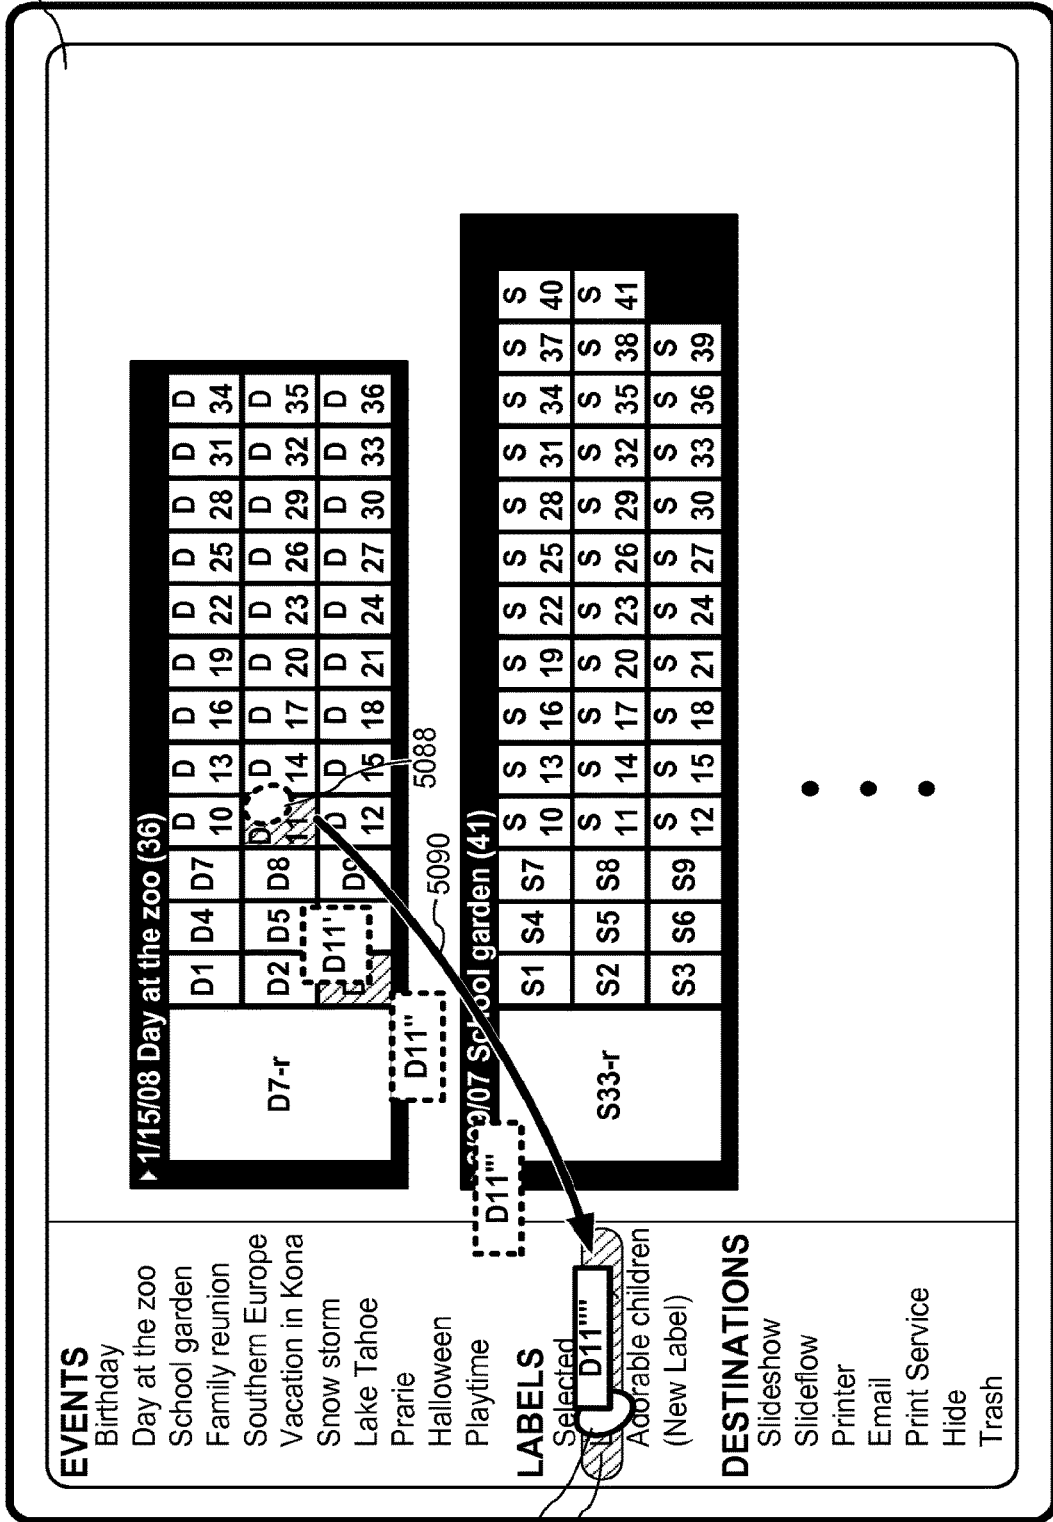 EVENTS
Birthday
Day at the zoo
School garden
Family reunion
Southern Europe
Vacation in Kona
Snow storm
Lake Tahoe
Prarie
Halloween
Playtime
LABELS
Selected
D11''''
Adorable children
(New Label)
DESTINATIONS
Slideshow
Slideflow
Printer
Email
Print Service
Hide
Trash
1/15/08 Day at the zoo (36)
D7-r
D1 D4 D7 D 10 D 13 D 16 D 19 D 22 D 25 D 28 D 31 D 34
D2 D5 D8 D 11 D 14 D 17 D 20 D 23 D 26 D 29 D 32 D 35
D11' D9 D 12 D 15 D 18 D 21 D 24 D 27 D 30 D 33 D 36
D11''
5088
5090
/07 School garden (41)
D11'''
S33-r
S1 S4 S7 S 10 S 13 S 16 S 19 S 22 S 25 S 28 S 31 S 34 S 37 S 40
S2 S5 S8 S 11 S 14 S 17 S 20 S 23 S 26 S 29 S 32 S 35 S 38 S 41
S3 S6 S9 S 12 S 15 S 18 S 21 S 24 S 27 S 30 S 33 S 36 S 39